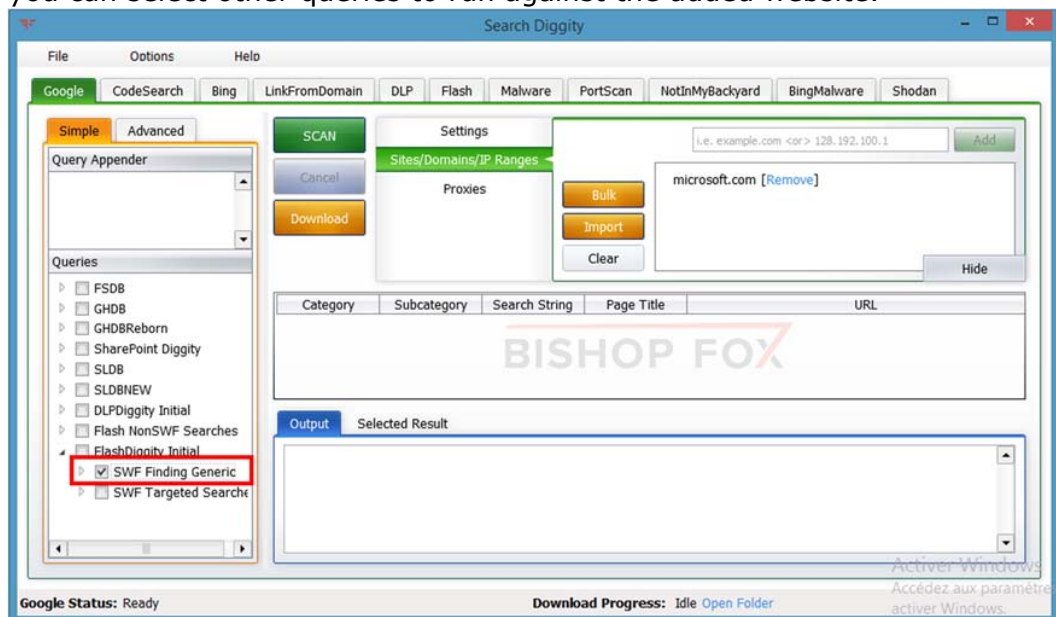 you can select other queries to run against the added website.
Search Diggity
File Options Help
Google CodeSearch Bing LinkFromDomain DLP Flash Malware PortScan NotInMyBackyard BingMalware Shodan
Simple Advanced
Query Appender
Queries
FSDB
GHDB
GHDBReborn
SharePoint Diggity
SLDB
SLDBNEW
DLPDiggity Initial
Flash NonSWF Searches
FlashDiggity Initial
SWF Finding Generic
SWF Targeted Searche
SCAN
Cancel
Download
Settings
Sites/Domains/IP Ranges
Proxies
i.e. example.com <or> 128.192.100.1 Add
Bulk
Import
Clear
microsoft.com [Remove]
Hide
Category Subcategory Search String Page Title URL
BISHOP FOX
Output Selected Result
Activer Windows
Accédez aux paramètre
activer Windows.
Google Status: Ready Download Progress: Idle Open Folder